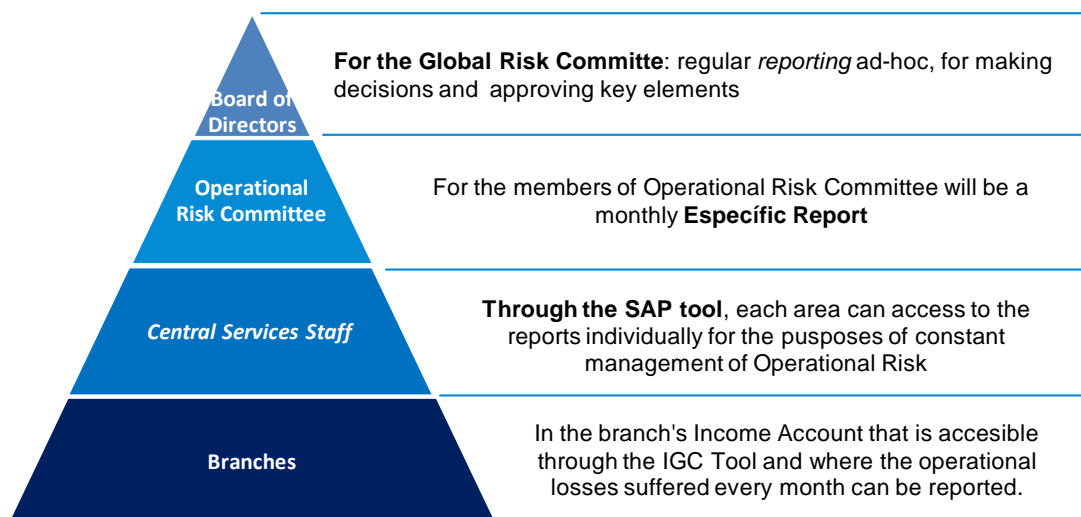 Board of
Directors
For the Global Risk Committe: regular reporting ad-hoc, for making
decisions and approving key elements
Operational
Risk Committee
For the members of Operational Risk Committee will be a
monthly Específic Report
Central Services Staff
Through the SAP tool, each area can access to the
reports individually for the pusposes of constant
management of Operational Risk
Branches
In the branch's Income Account that is accesible
through the IGC Tool and where the operational
losses suffered every month can be reported.